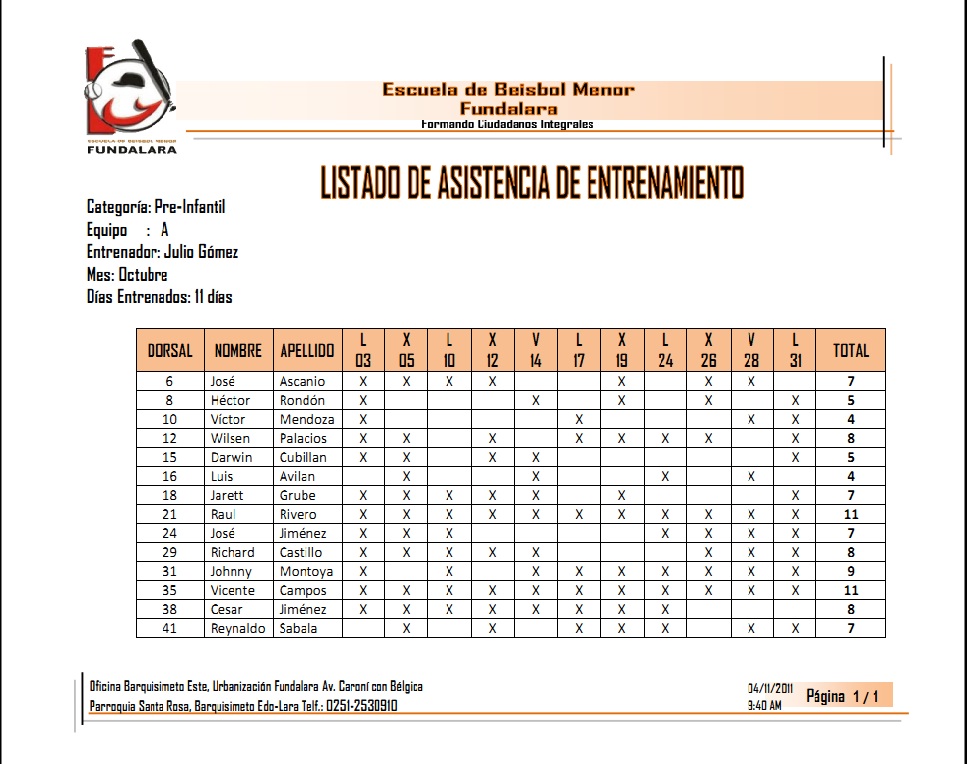 Escuela de Beisbol Menor
Fundalara
Formando Ciudadanos Integrales
ESCUELA DE BEISBOL MENOR
FUNDALARA
LISTADO DE ASISTENCIA DE ENTRENAMIENTO
Categoría: Pre-Infantil
Equipo : A
Entrenador: Julio Gómez
Mes: Octubre
Días Entrenados: 11 días
DORSAL NOMBRE APELLIDO L 03 X 05 L 10 X 12 V 14 L 17 X 19 L 24 X 26 V 28 L 31 TOTAL
6 José Ascanio X X X X X X X 7
8 Héctor Rondón X X X X X 5
10 Víctor Mendoza X X X X 4
12 Wilsen Palacios X X X X X X X X 8
15 Darwin Cubillan X X X X X 5
16 Luis Avilan X X X X 4
18 Jarett Grube X X X X X X X 7
21 Raul Rivero X X X X X X X X X X X 11
24 José Jiménez X X X X X X X 7
29 Richard Castillo X X X X X X X X 8
31 Johnny Montoya X X X X X X X X X 9
35 Vicente Campos X X X X X X X X X X X 11
38 Cesar Jiménez X X X X X X X X 8
41 Reynaldo Sabala X X X X X X X 7
Oficina Barquisimeto Este, Urbanización Fundalara Av. Caroní con Bélgica
Parroquia Santa Rosa, Barquisimeto Edo-Lara Telf.: 0251-2530910
04/11/2011
9:40 AM
Página 1 / 1